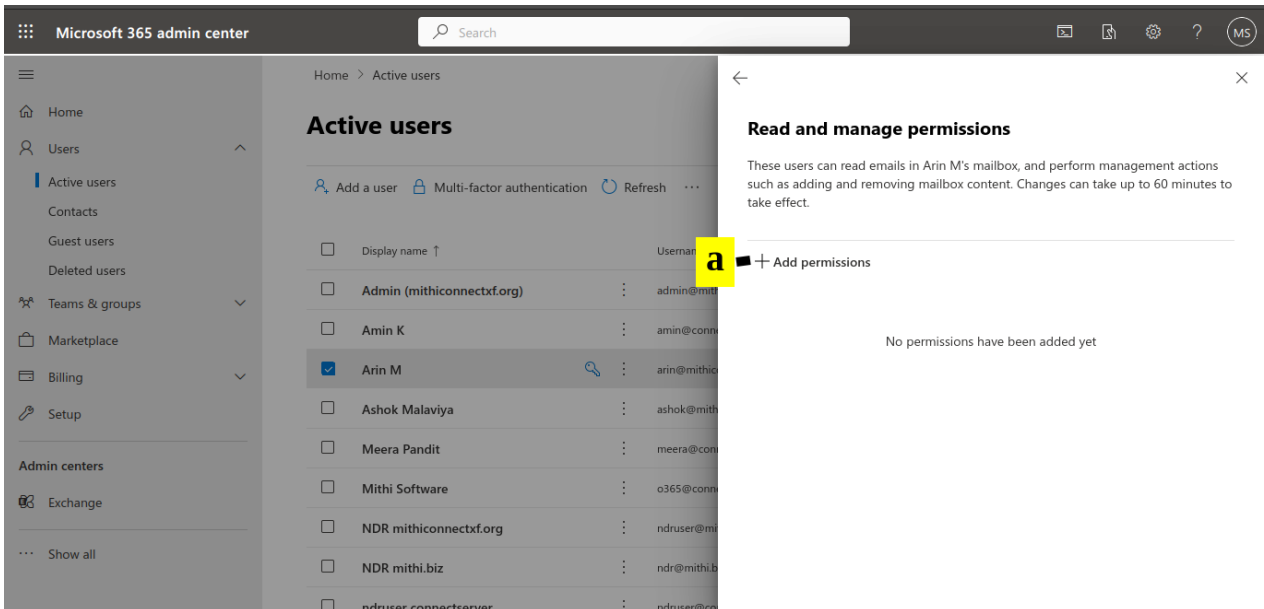 Microsoft 365 admin center
Search
MS
Home
Users
Active users
Contacts
Guest users
Deleted users
Teams & groups
Marketplace
Billing
Setup
Admin centers
Exchange
Show all
Home > Active users
Active users
Add a user Multi-factor authentication Refresh
Display name ↑
Admin (mithiconnectxf.org)
Amin K
Arin M
Ashok Malaviya
Meera Pandit
Mithi Software o365@conn
NDR mithiconnectxf.org
NDR mithi.biz
ndruser connectserver
Read and manage permissions
These users can read emails in Arin M's mailbox, and perform management actions
such as adding and removing mailbox content. Changes can take up to 60 minutes to
take effect.
a
Add permissions
No permissions have been added yet